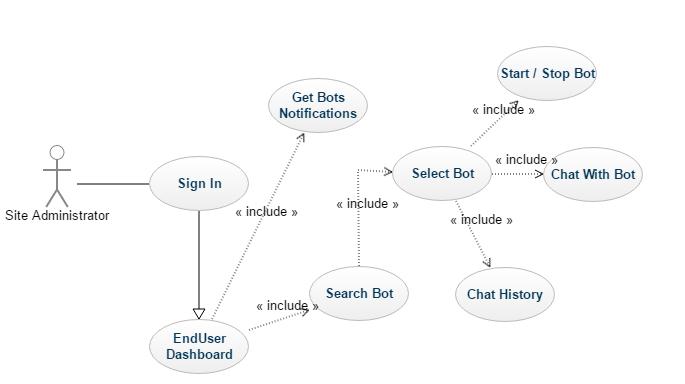 Start / Stop Bot
« include »
Get Bots
Notifications
« include »
Select Bot
Chat With Bot
Sign In
« include »
« include »
Site Administrator
« include »
Search Bot
Chat History
« include »
EndUser
Dashboard